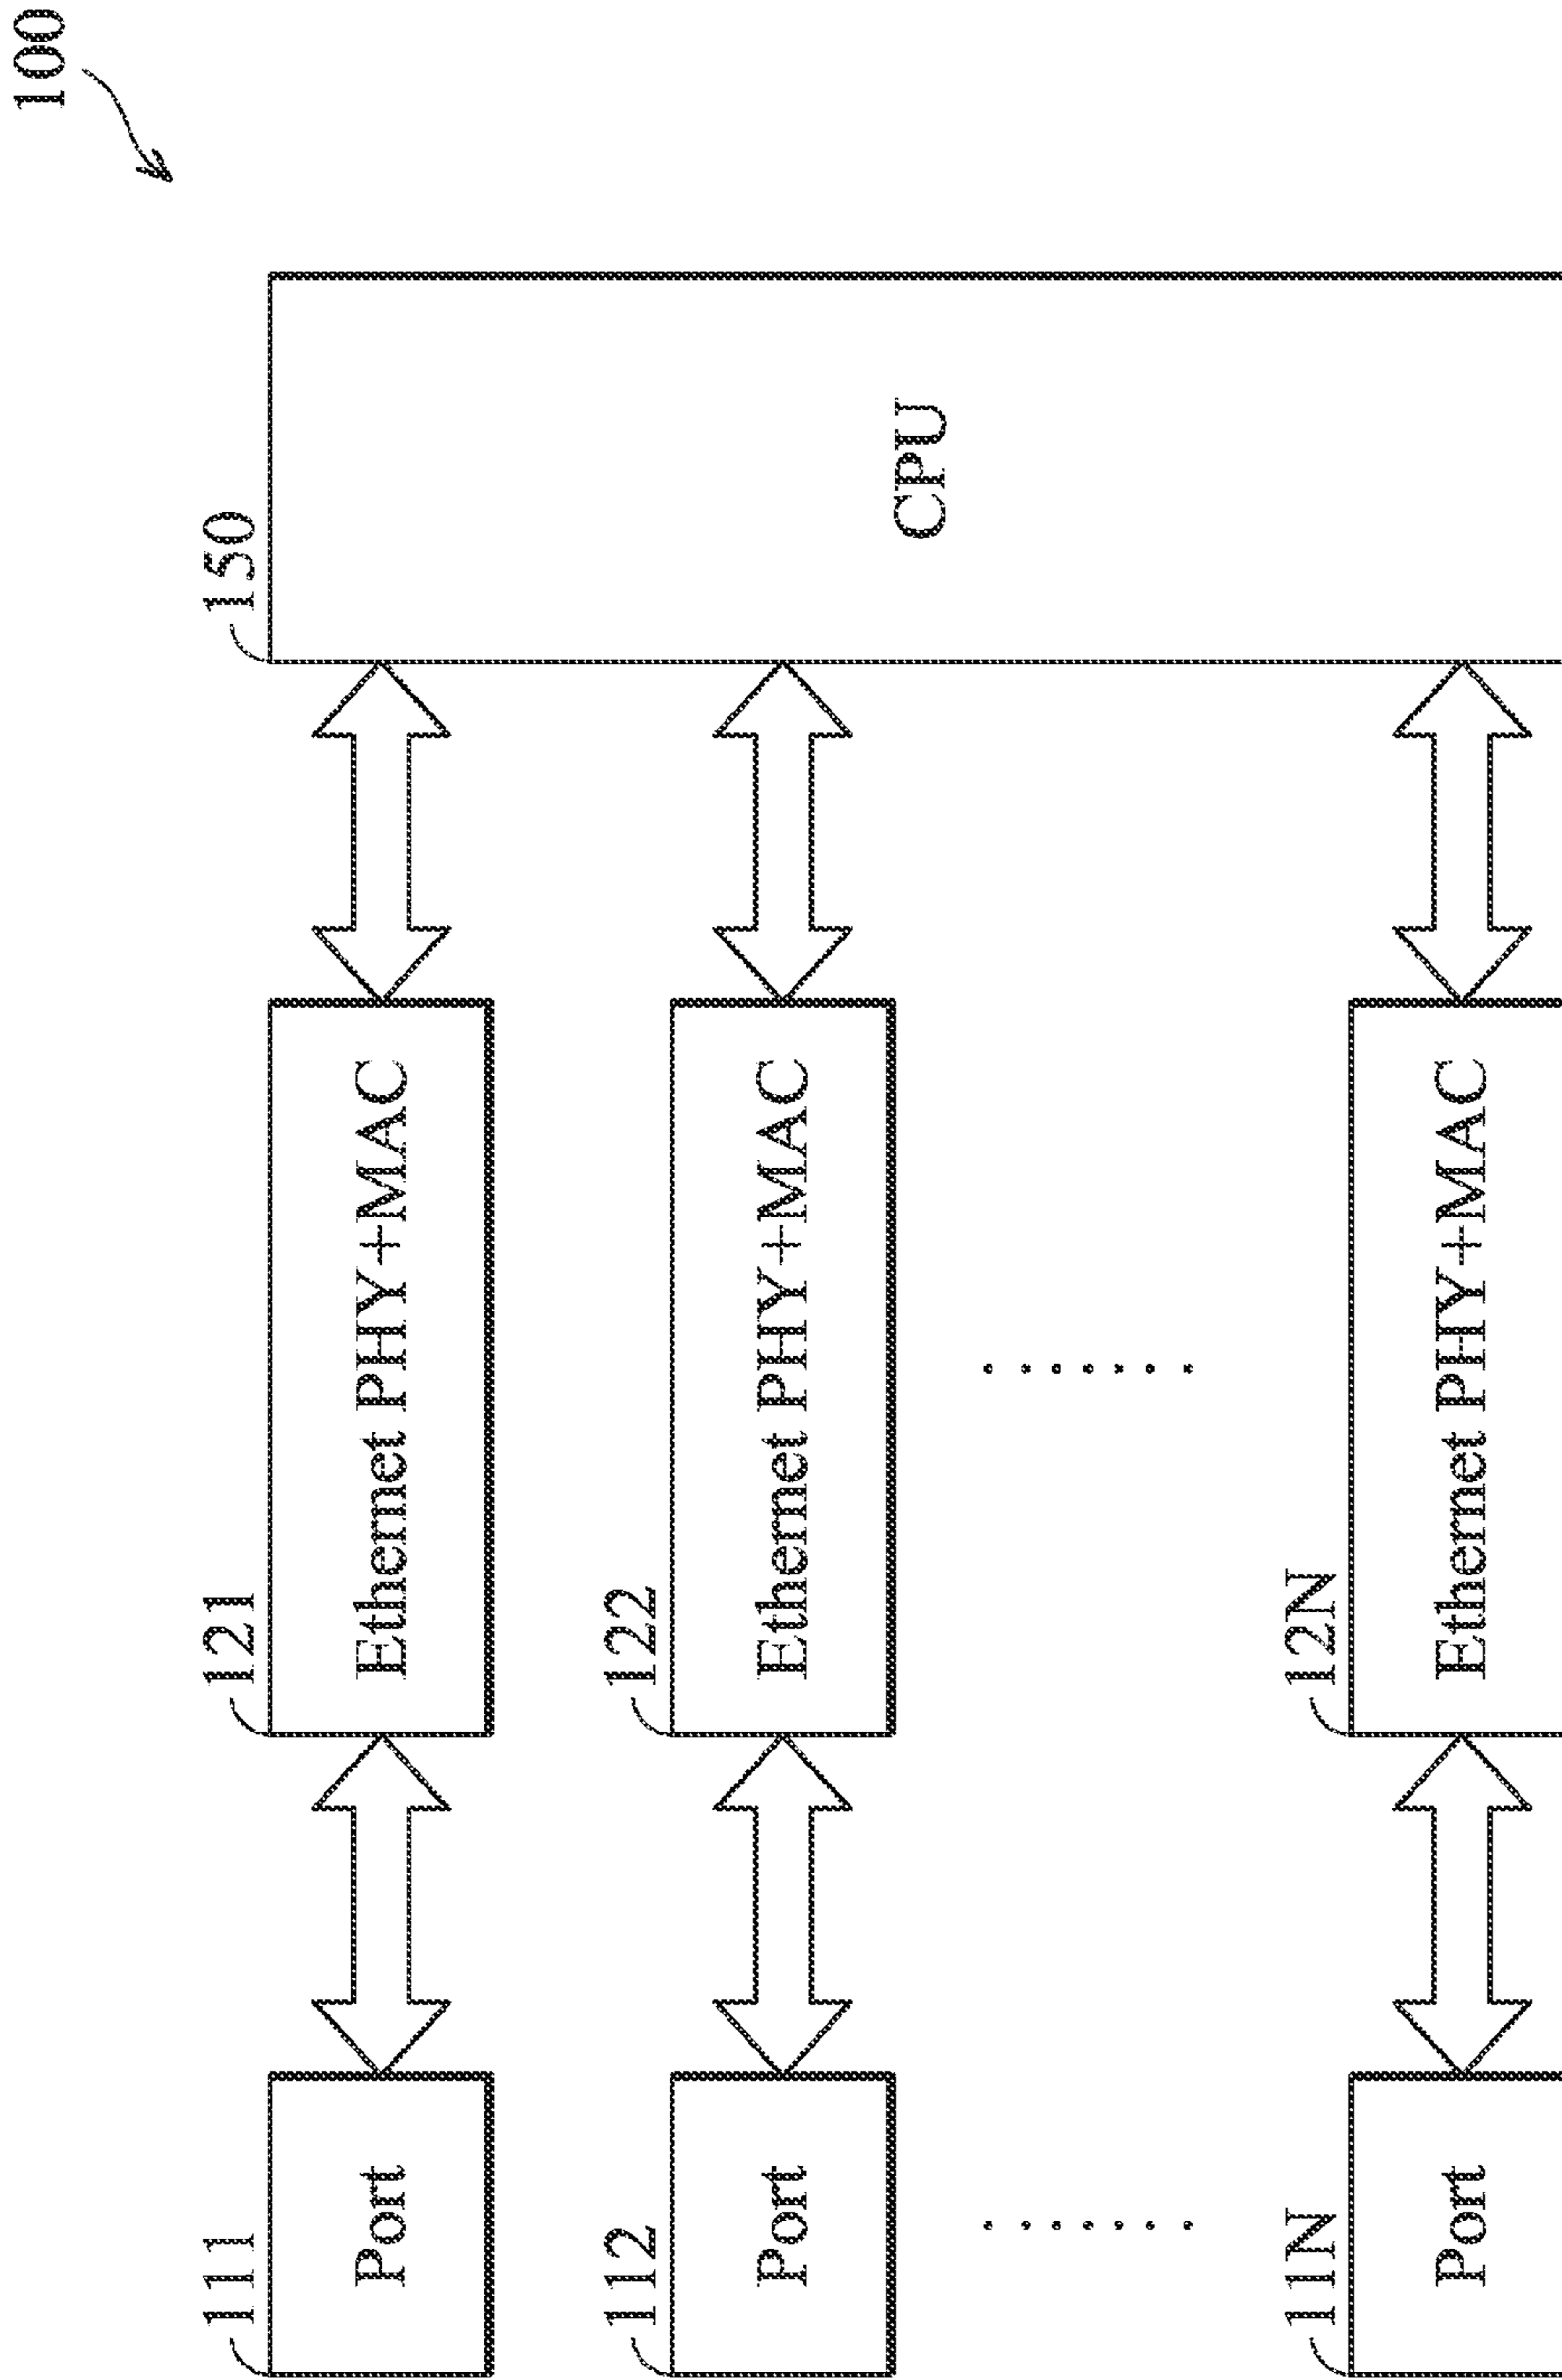 100
111
121
150
Port
Ethernet PHY+MAC
CPU
112
122
Port
Ethernet PHY+MAC
11N
12N
Port
Ethernet PHY+MAC